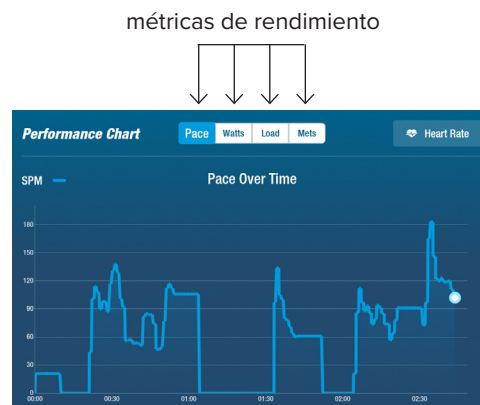 métricas de rendimiento
Performance Chart Pace Watts Load Mets Heart Rate
SPM Pace Over Time
180
150
120
90
60
30
0
00:00 00:30 01:00 01:30 02:00 02:30